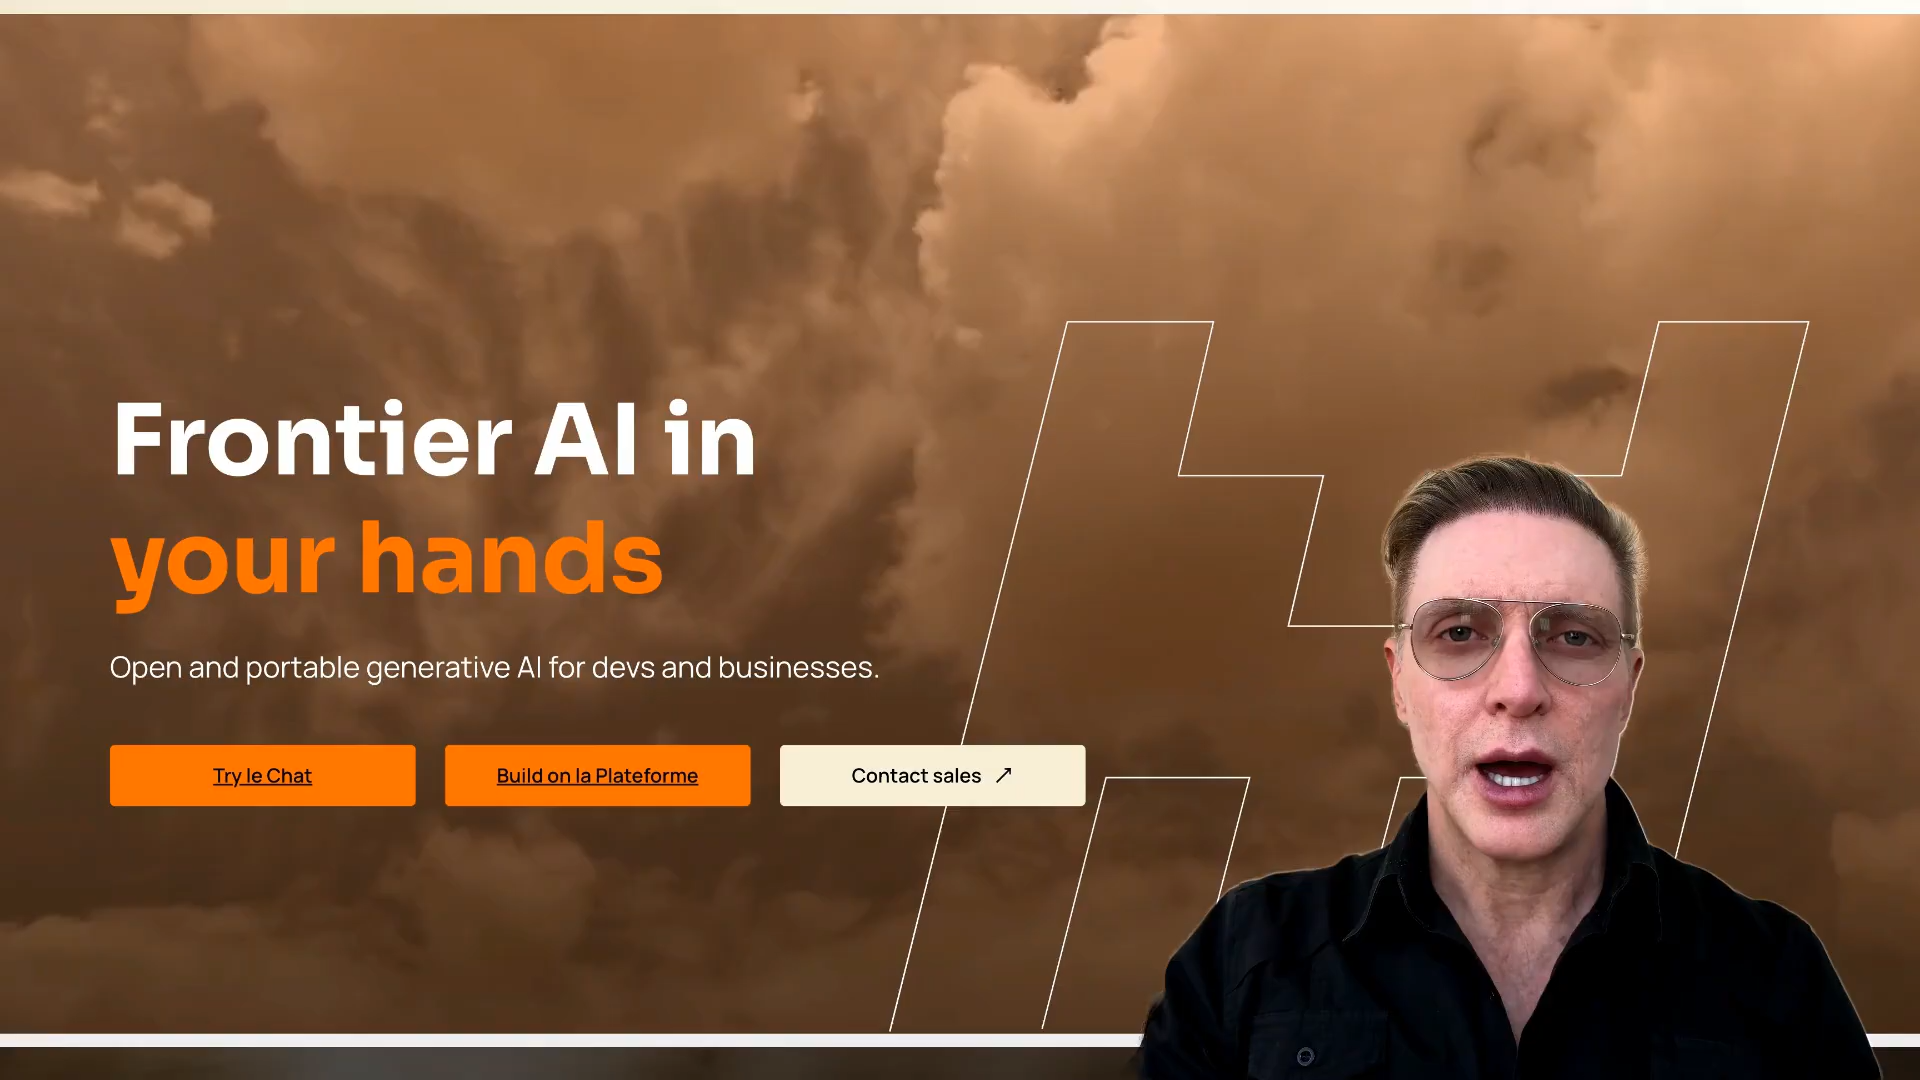 Frontier AI in
your hands
Open and portable generative AI for devs and businesses.
Try le Chat
Build on la Plateforme
Contact sales ↗